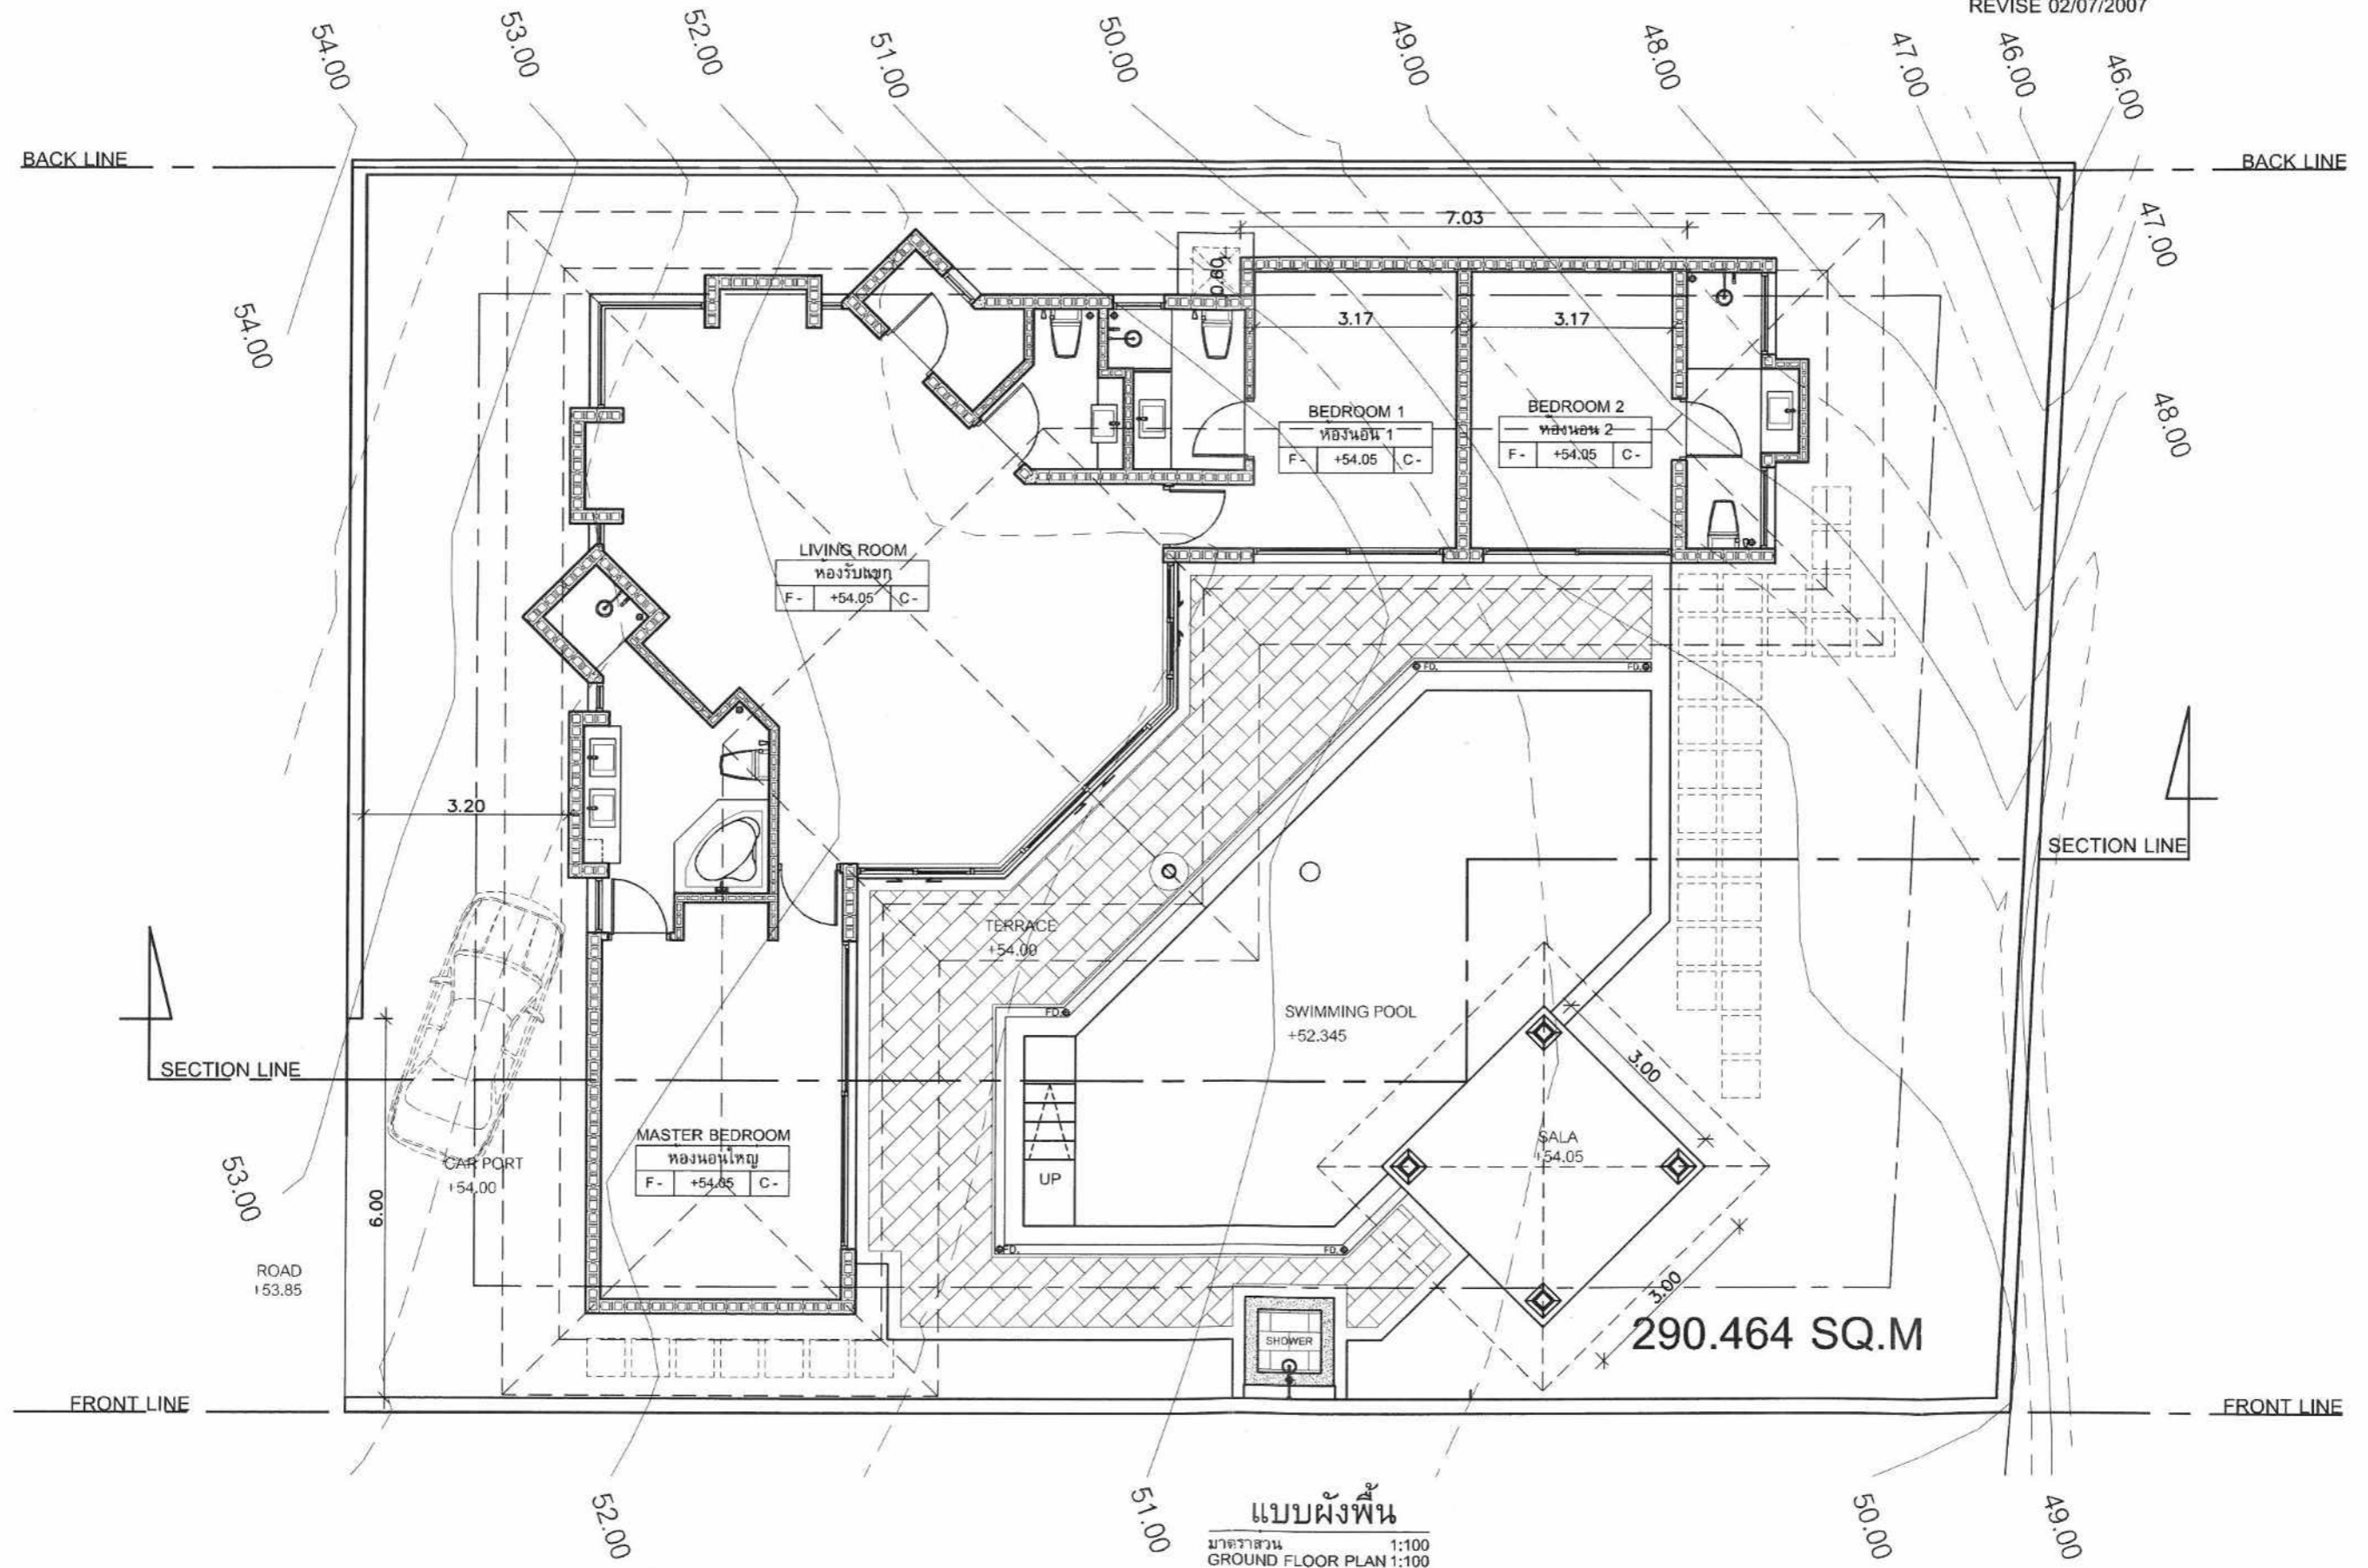 REVISE 02/07/2007
54.00
53.00
52.00
51.00
50.00
49.00
48.00
47.00
46.00
46.00
BACK LINE
BACK LINE
47.00
7.03
0.60
54.00
3.17
3.17
BEDROOM 1
ห้องนอน 1
F - +54.05 C -
BEDROOM 2
ห้องนอน 2
F - +54.05 C -
48.00
LIVING ROOM
ห้องรับแขก
F - +54.05 C -
FD.
FD.
3.20
SECTION LINE
TERRACE
+54.00
FD.
SWIMMING POOL
+52.345
SECTION LINE
3.00
MASTER BEDROOM
ห้องนอนใหญ่
F - +54.05 C -
SALA
+54.05
CAR PORT
+54.00
UP
53.00
6.00
FD.
FD.
ROAD
+53.85
3.00
SHOWER
290.464 SQ.M
FRONT LINE
FRONT LINE
52.00
51.00
50.00
49.00
แบบผังพื้น
มาตราส่วน 1:100
GROUND FLOOR PLAN 1:100